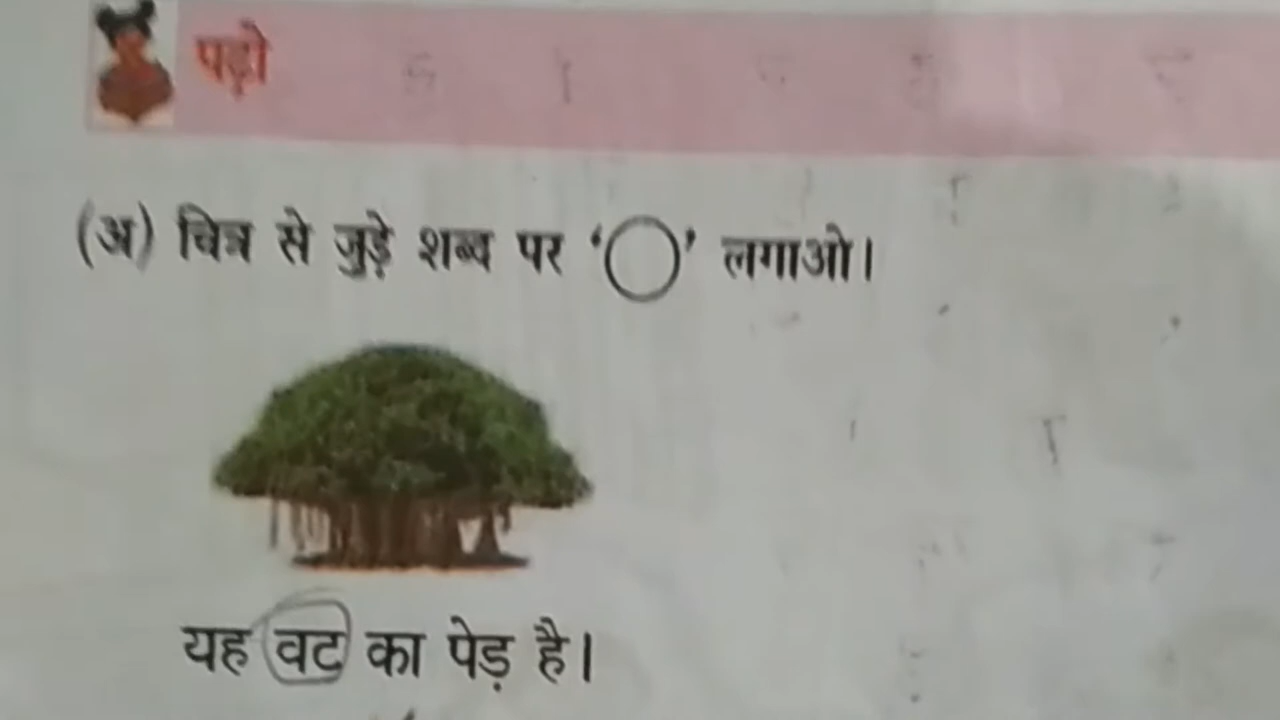 पढ़ो
(अ) चित्र से जुड़े शब्द पर ‘◯’ लगाओ।
यह वट का पेड़ है।